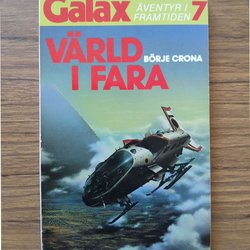 Galax
ÄVENTYR I
FRAMTIDEN 7
VÄRLD
BÖRJE CRONA
I FARA